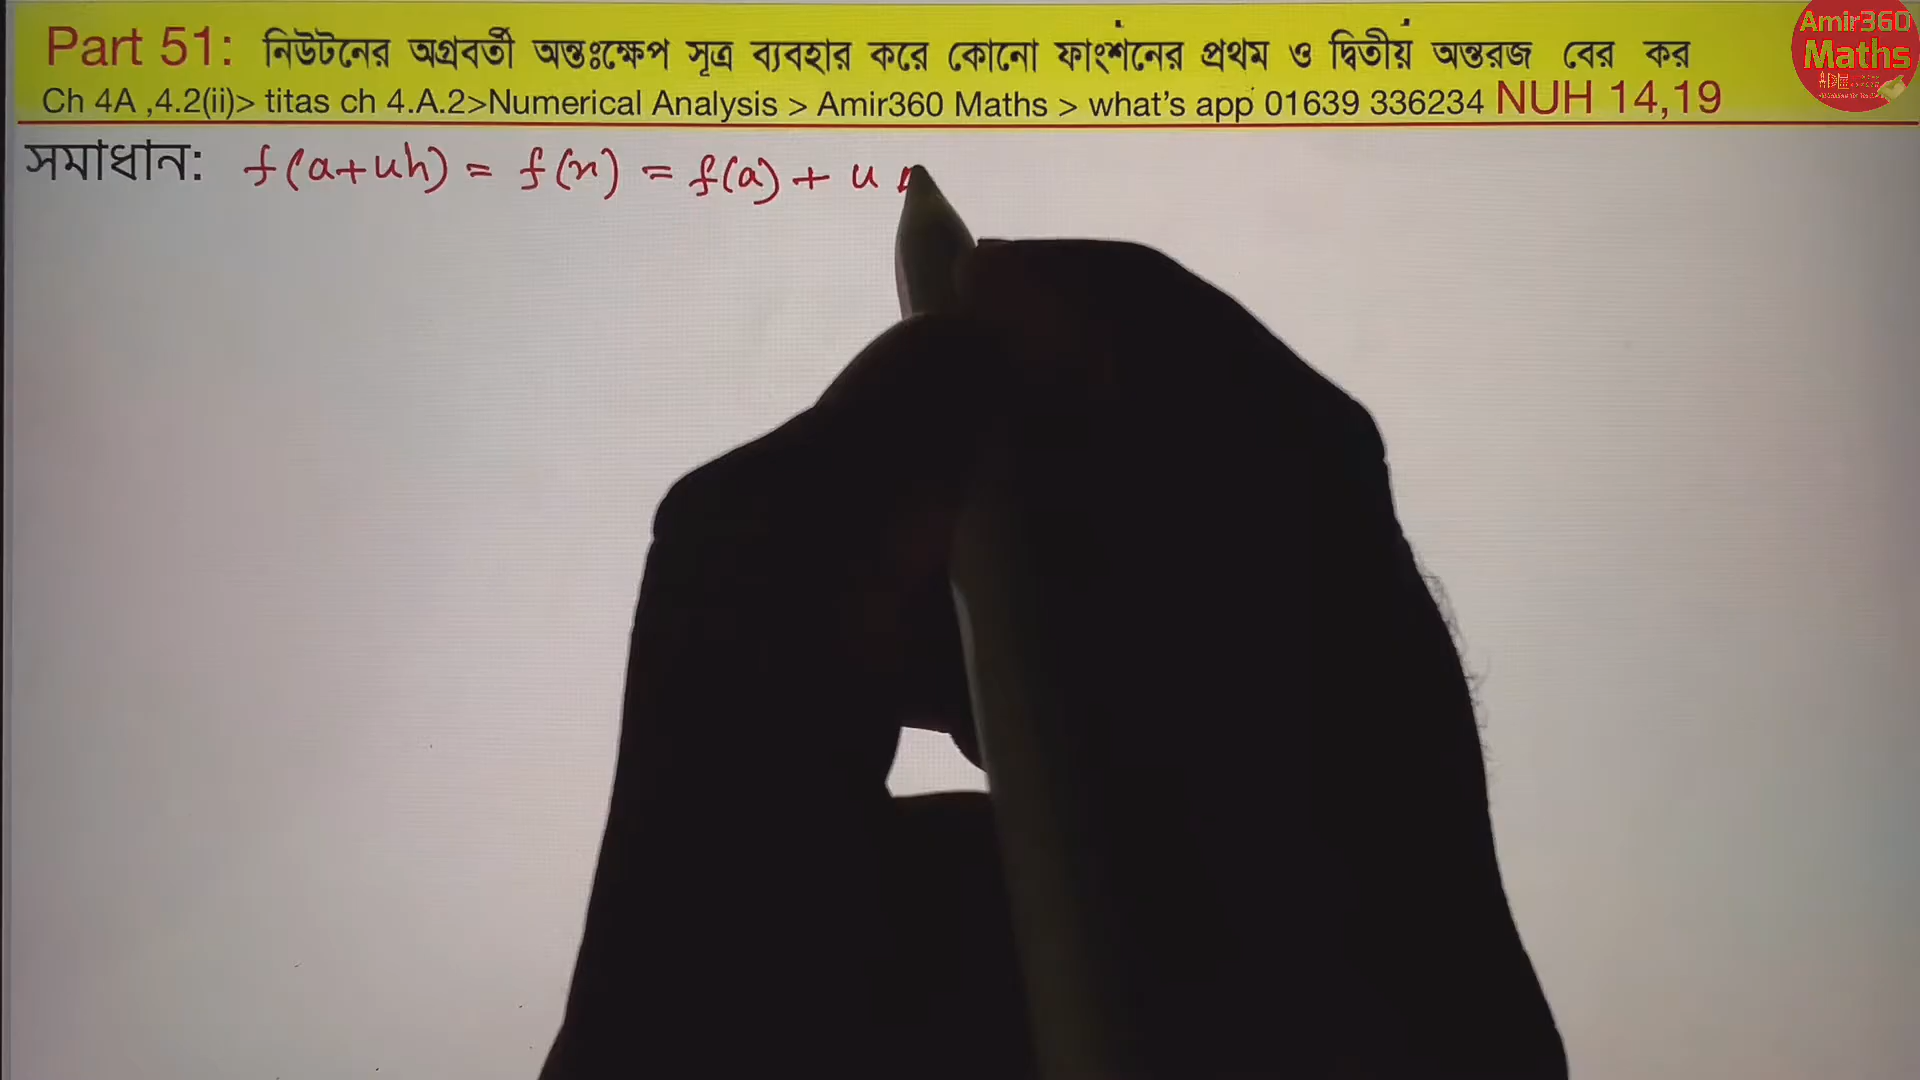 Part 51: নিউটনের অগ্রবর্তী অন্তঃক্ষেপ সূত্র ব্যবহার করে কোনো ফাংশনের প্রথম ও দ্বিতীয় অন্তরজ বের কর
Ch 4A ,4.2(ii)> titas ch 4.A.2>Numerical Analysis > Amir360 Maths > what's app 01639 336234 NUH 14,19
Amir360
Maths
সমাধান: f(a+uh) = f(x) = f(a) + u